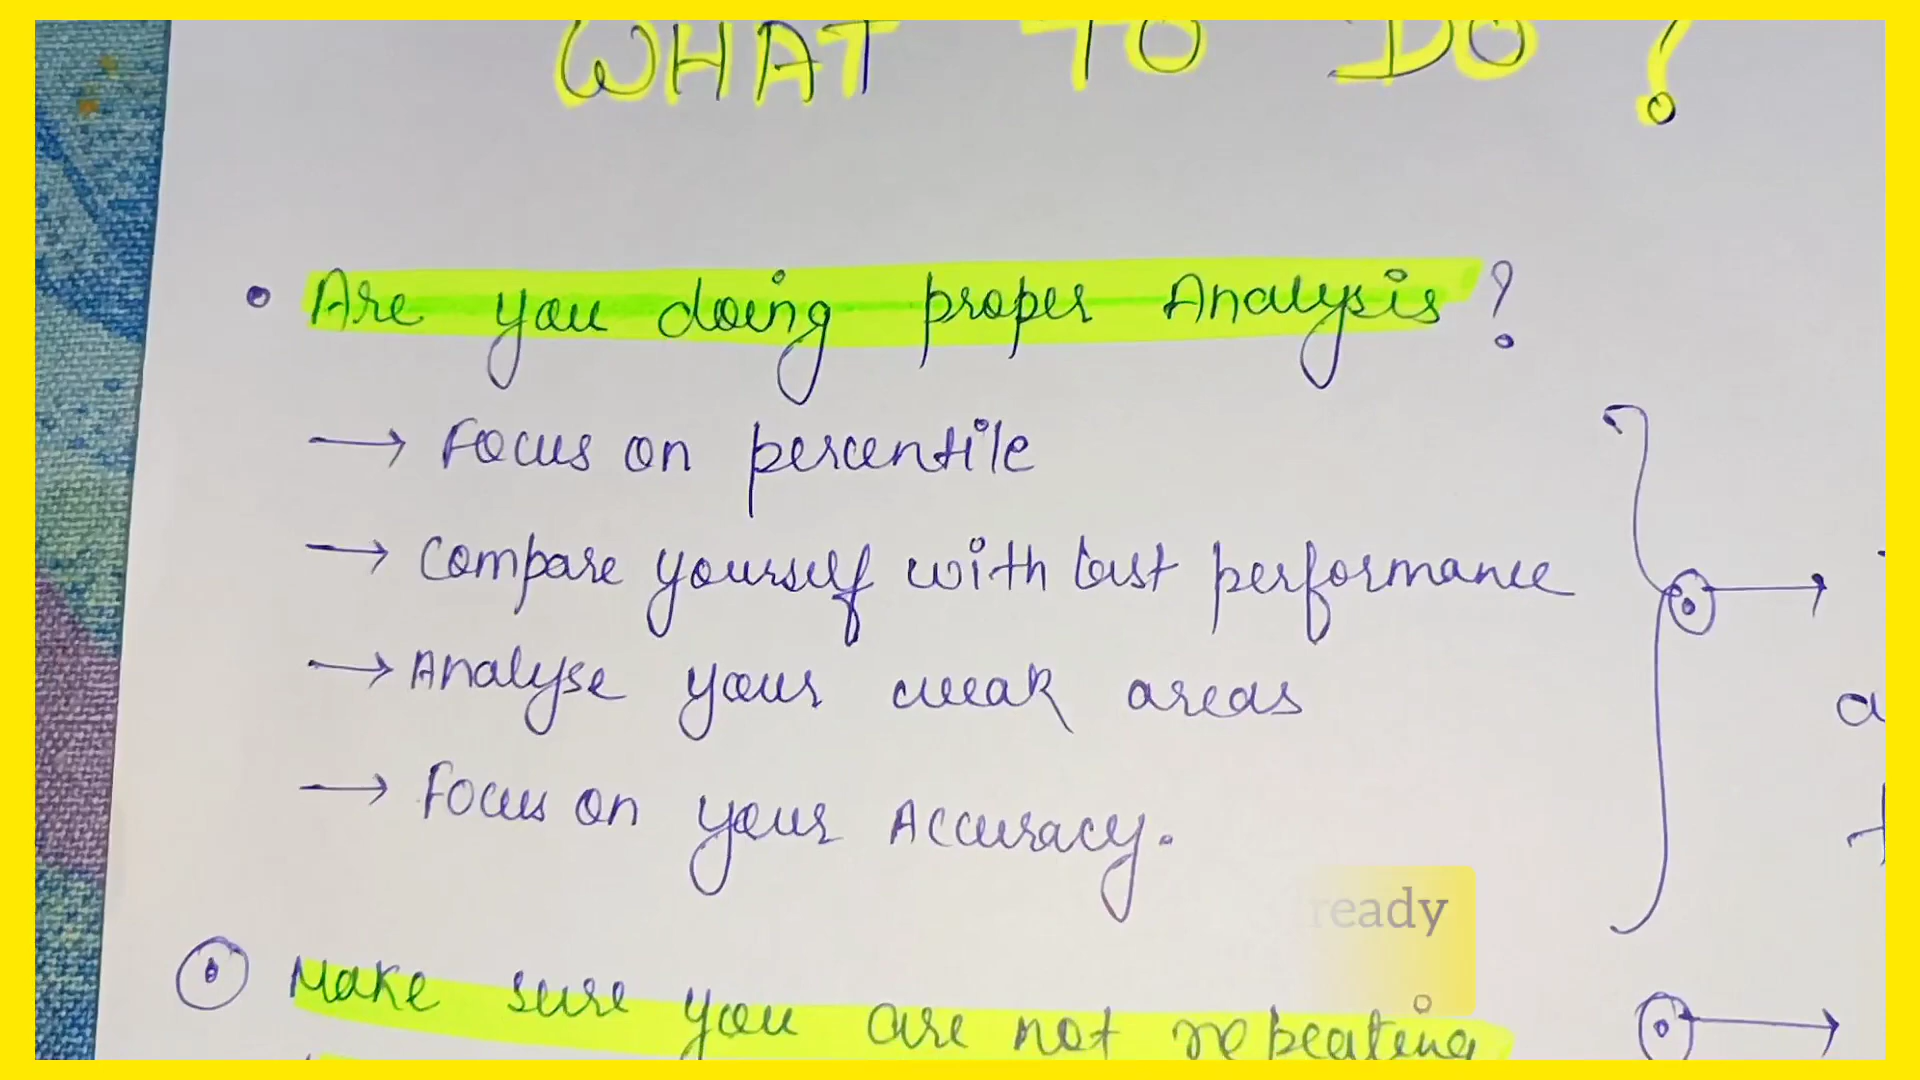 WHAT TO DO ?
• Are you doing proper Analysis ?
→ Focus on percentile
→ Compare yourself with last performance
→ Analyse your weak areas
→ Focus on your Accuracy.
ready
Make sure you are not repeating